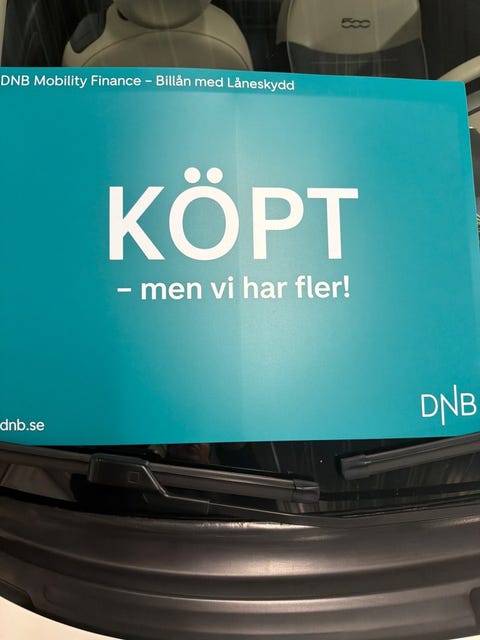 500
DNB Mobility Finance – Billån med Låneskydd
KÖPT
– men vi har fler!
dnb.se
DNB